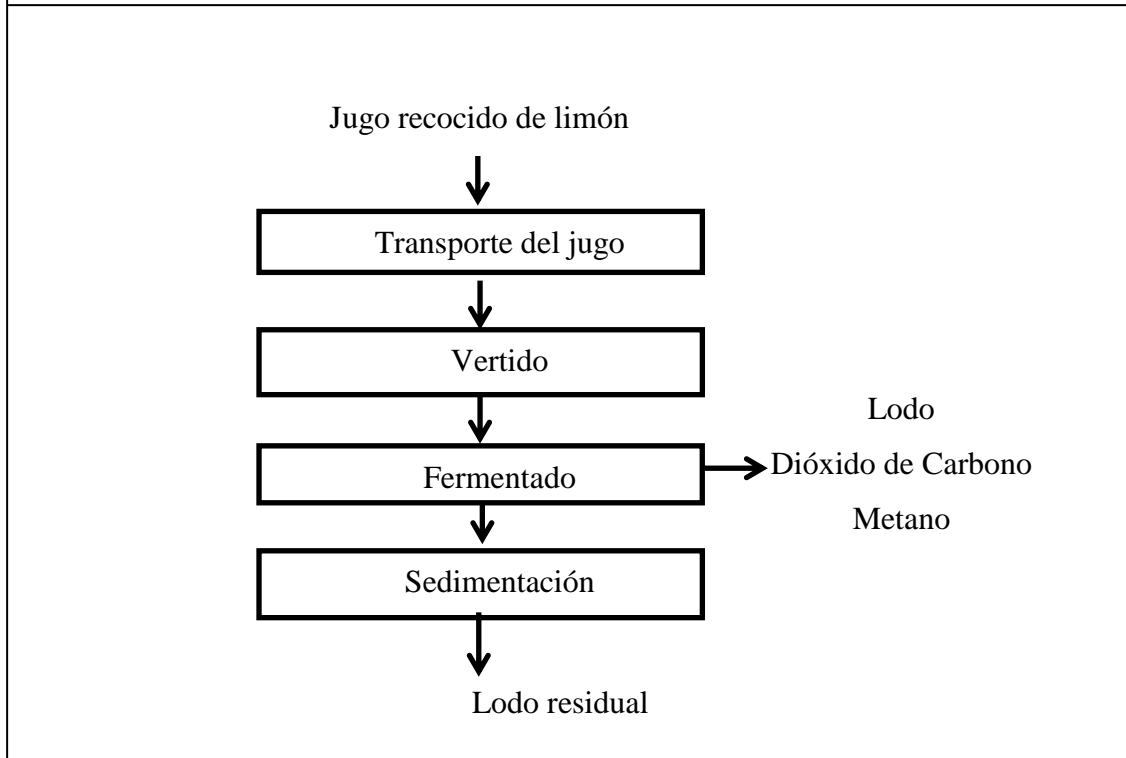 Jugo recocido de limón
Transporte del jugo
Vertido
Fermentado
Lodo
Dióxido de Carbono
Metano
Sedimentación
Lodo residual